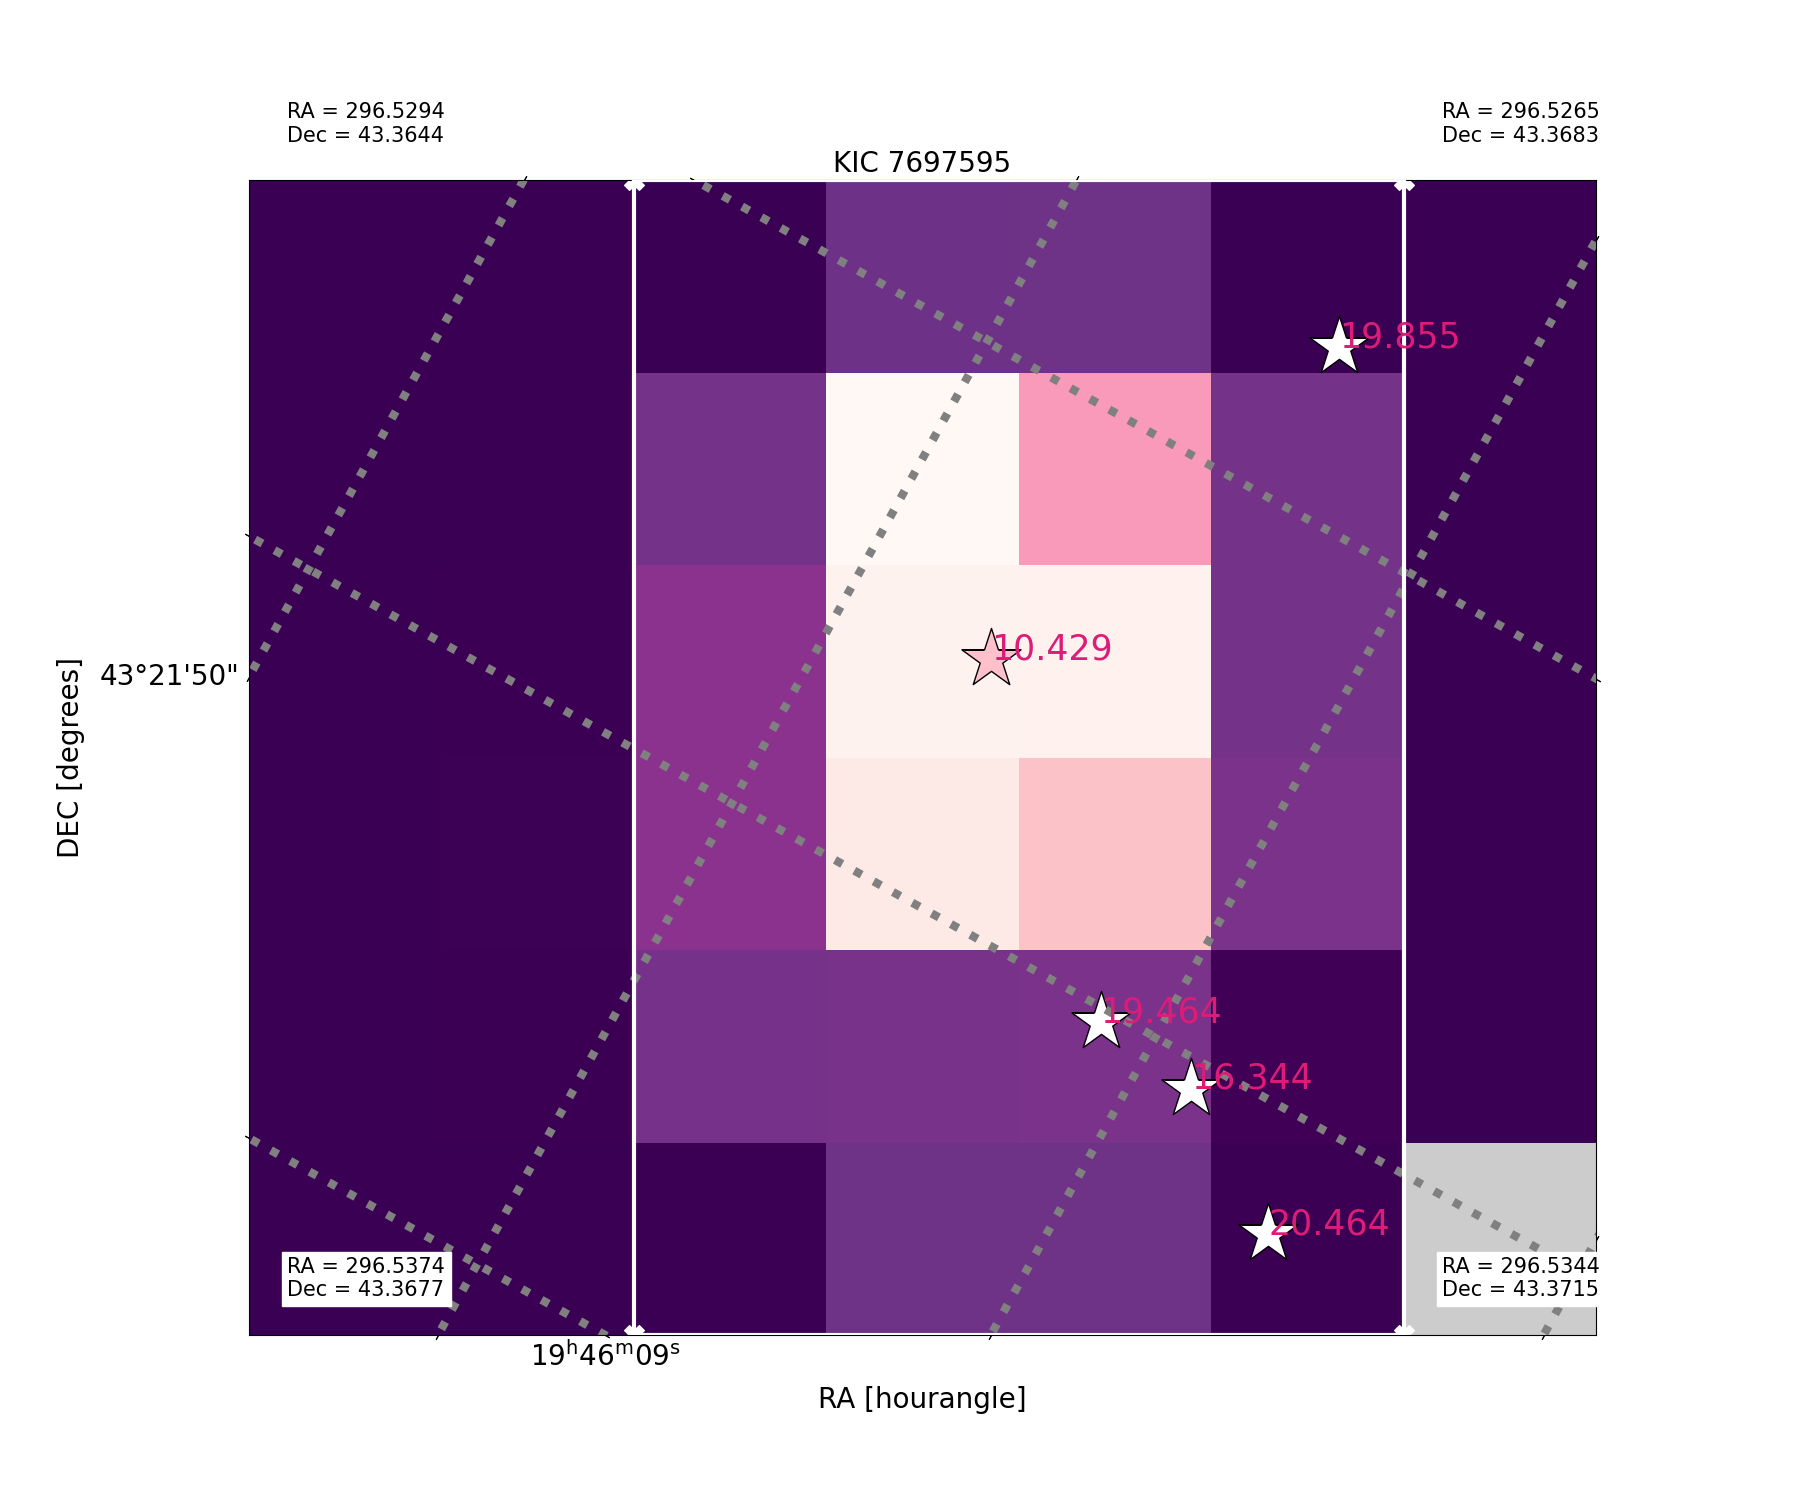 RA = 296.5294
Dec = 43.3644
RA = 296.5265
Dec = 43.3683
KIC 7697595
19.855
10.429
43°21'50"
DEC [degrees]
19.464
16.344
20.464
RA = 296.5374
Dec = 43.3677
RA = 296.5344
Dec = 43.3715
19ʰ46ᵐ09ˢ
RA [hourangle]